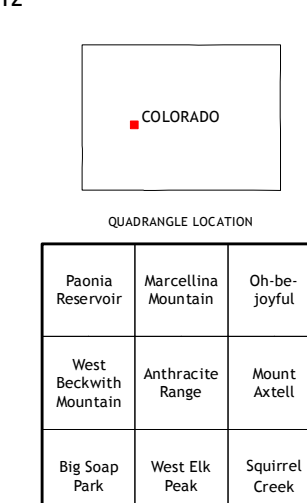 COLORADO
QUADRANGLE LOCATION
Paonia
Reservoir
Marcellina
Mountain
Oh-be-
joyful
West
Beckwith
Mountain
Anthracite
Range
Mount
Axtell
Big Soap
Park
West Elk
Peak
Squirrel
Creek